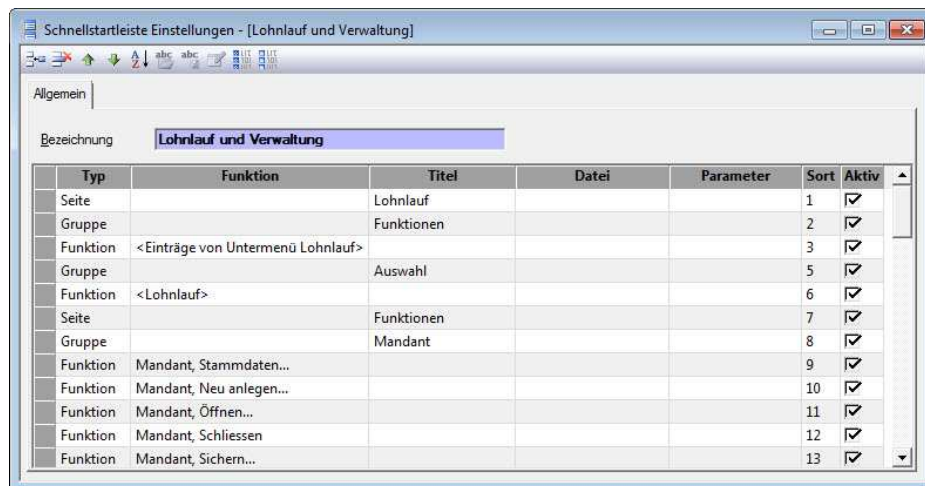 Schnellstartleiste Einstellungen - [Lohnlauf und Verwaltung]
Allgemein
Bezeichnung Lohnlauf und Verwaltung
Typ Funktion Titel Datei Parameter Sort Aktiv
Seite Lohnlauf 1
Gruppe Funktionen 2
Funktion <Einträge von Untermenü Lohnlauf> 3
Gruppe Auswahl 5
Funktion <Lohnlauf> 6
Seite Funktionen 7
Gruppe Mandant 8
Funktion Mandant, Stammdaten... 9
Funktion Mandant, Neu anlegen... 10
Funktion Mandant, Öffnen... 11
Funktion Mandant, Schliessen 12
Funktion Mandant, Sichern... 13